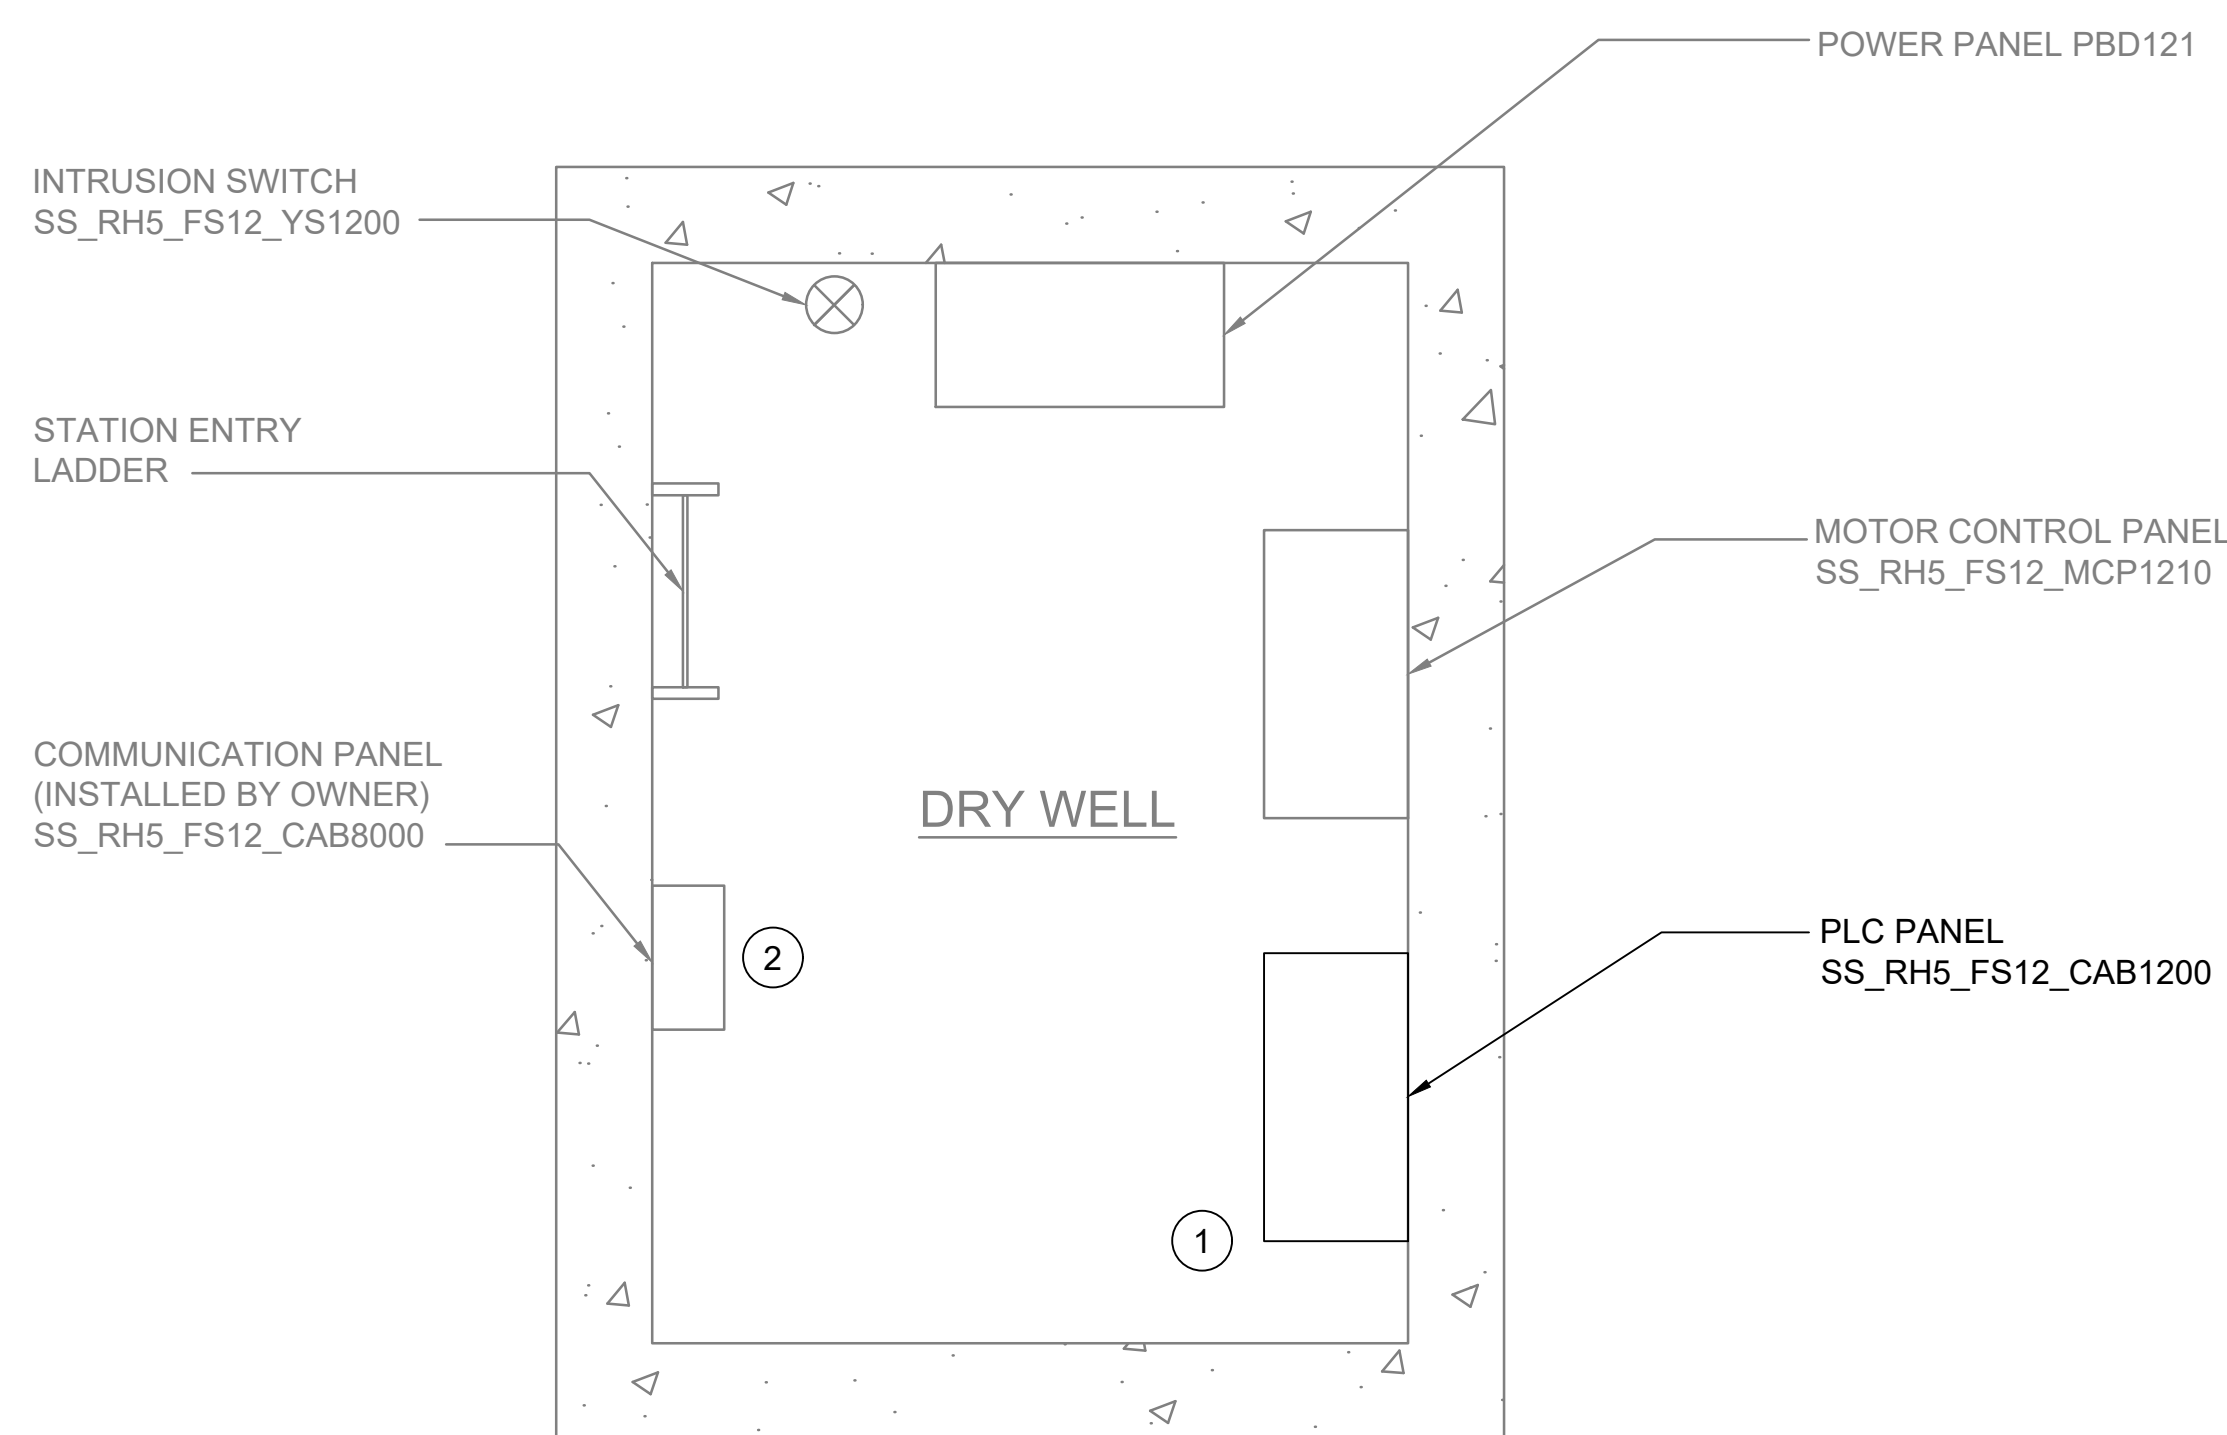 POWER PANEL PBD121
INTRUSION SWITCH
SS_RH5_FS12_YS1200
STATION ENTRY
LADDER
MOTOR CONTROL PANEL
SS_RH5_FS12_MCP1210
COMMUNICATION PANEL
(INSTALLED BY OWNER)
SS_RH5_FS12_CAB8000
DRY WELL
PLC PANEL
SS_RH5_FS12_CAB1200
2
1